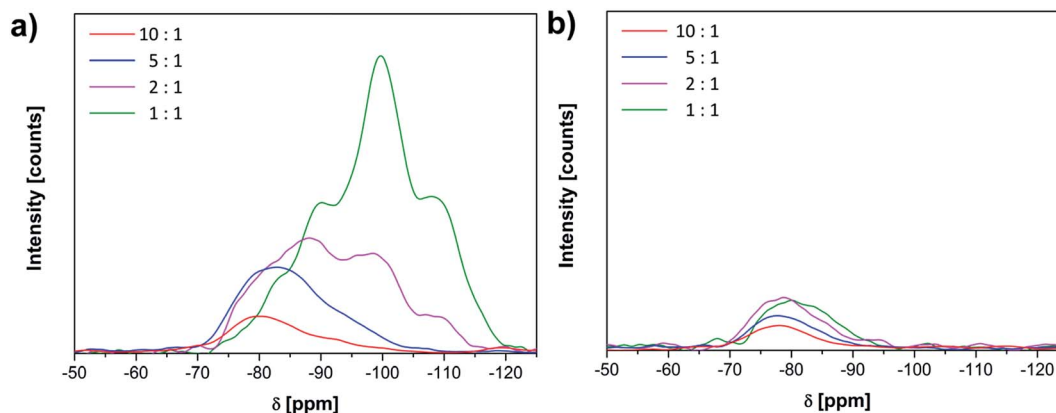 a)
10 : 1
5 : 1
2 : 1
1 : 1
Intensity [counts]
-50 -60 -70 -80 -90 -100 -110 -120
δ [ppm]
b)
10 : 1
5 : 1
2 : 1
1 : 1
Intensity [counts]
-50 -60 -70 -80 -90 -100 -110 -120
δ [ppm]